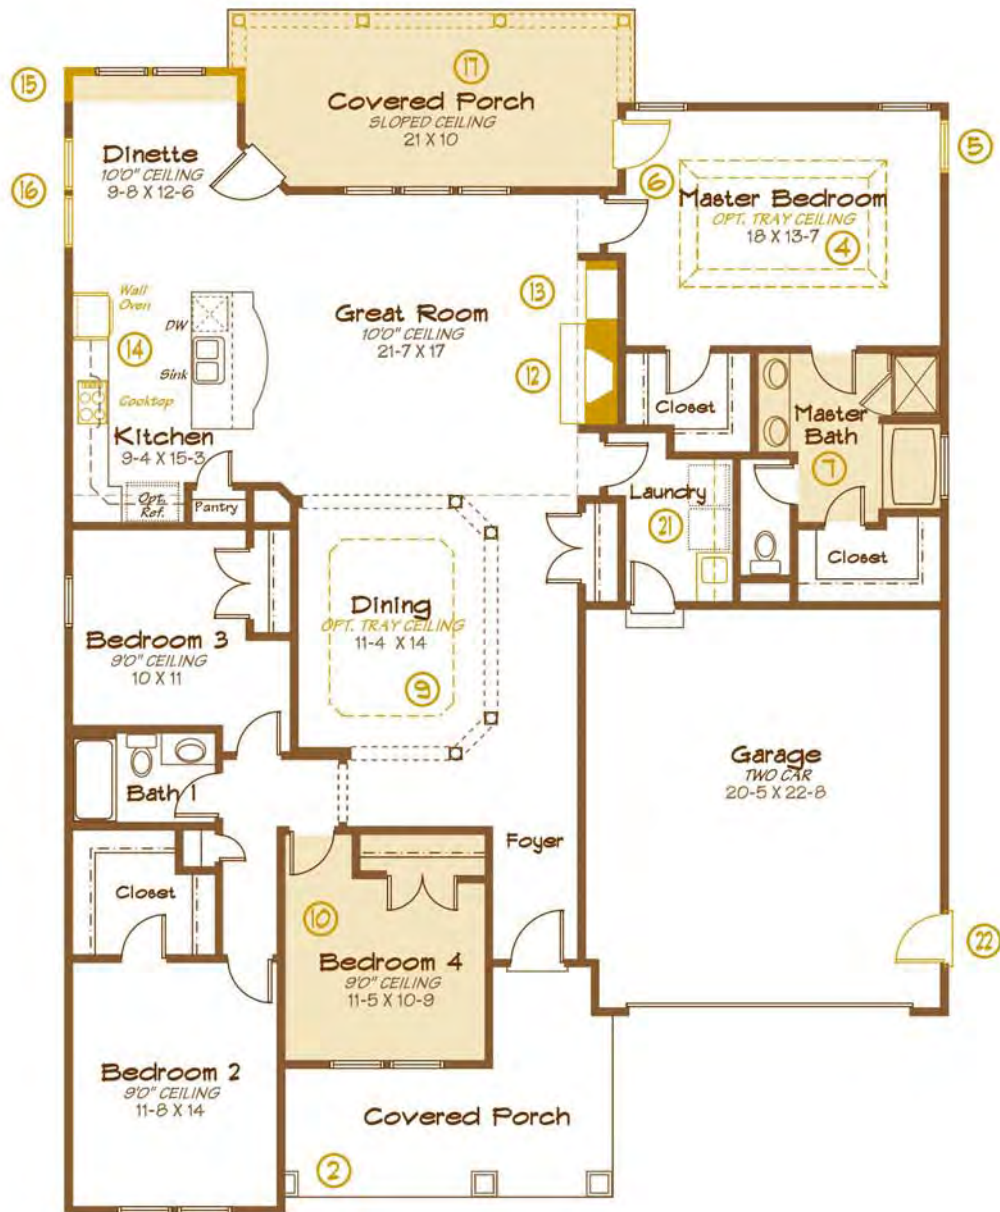 17
Covered Porch
SLOPED CEILING
21 X 10
15
Dinette
10'0" CEILING
9-8 X 12-6
16
5
6
Master Bedroom
OPT. TRAY CEILING
18 X 13-7
4
Wall
Oven
14
DW
Sink
Cooktop
Kitchen
9-4 X 15-3
Great Room
10'0" CEILING
21-7 X 17
13
12
Closet
Master
Bath
7
Opt.
Ref.
Pantry
Laundry
21
Closet
Bedroom 3
9'0" CEILING
10 X 11
Dining
OPT. TRAY CEILING
11-4 X 14
9
Bath 1
Garage
TWO CAR
20-5 X 22-8
Foyer
Closet
10
Bedroom 4
9'0" CEILING
11-5 X 10-9
22
Bedroom 2
9'0" CEILING
11-8 X 14
Covered Porch
2